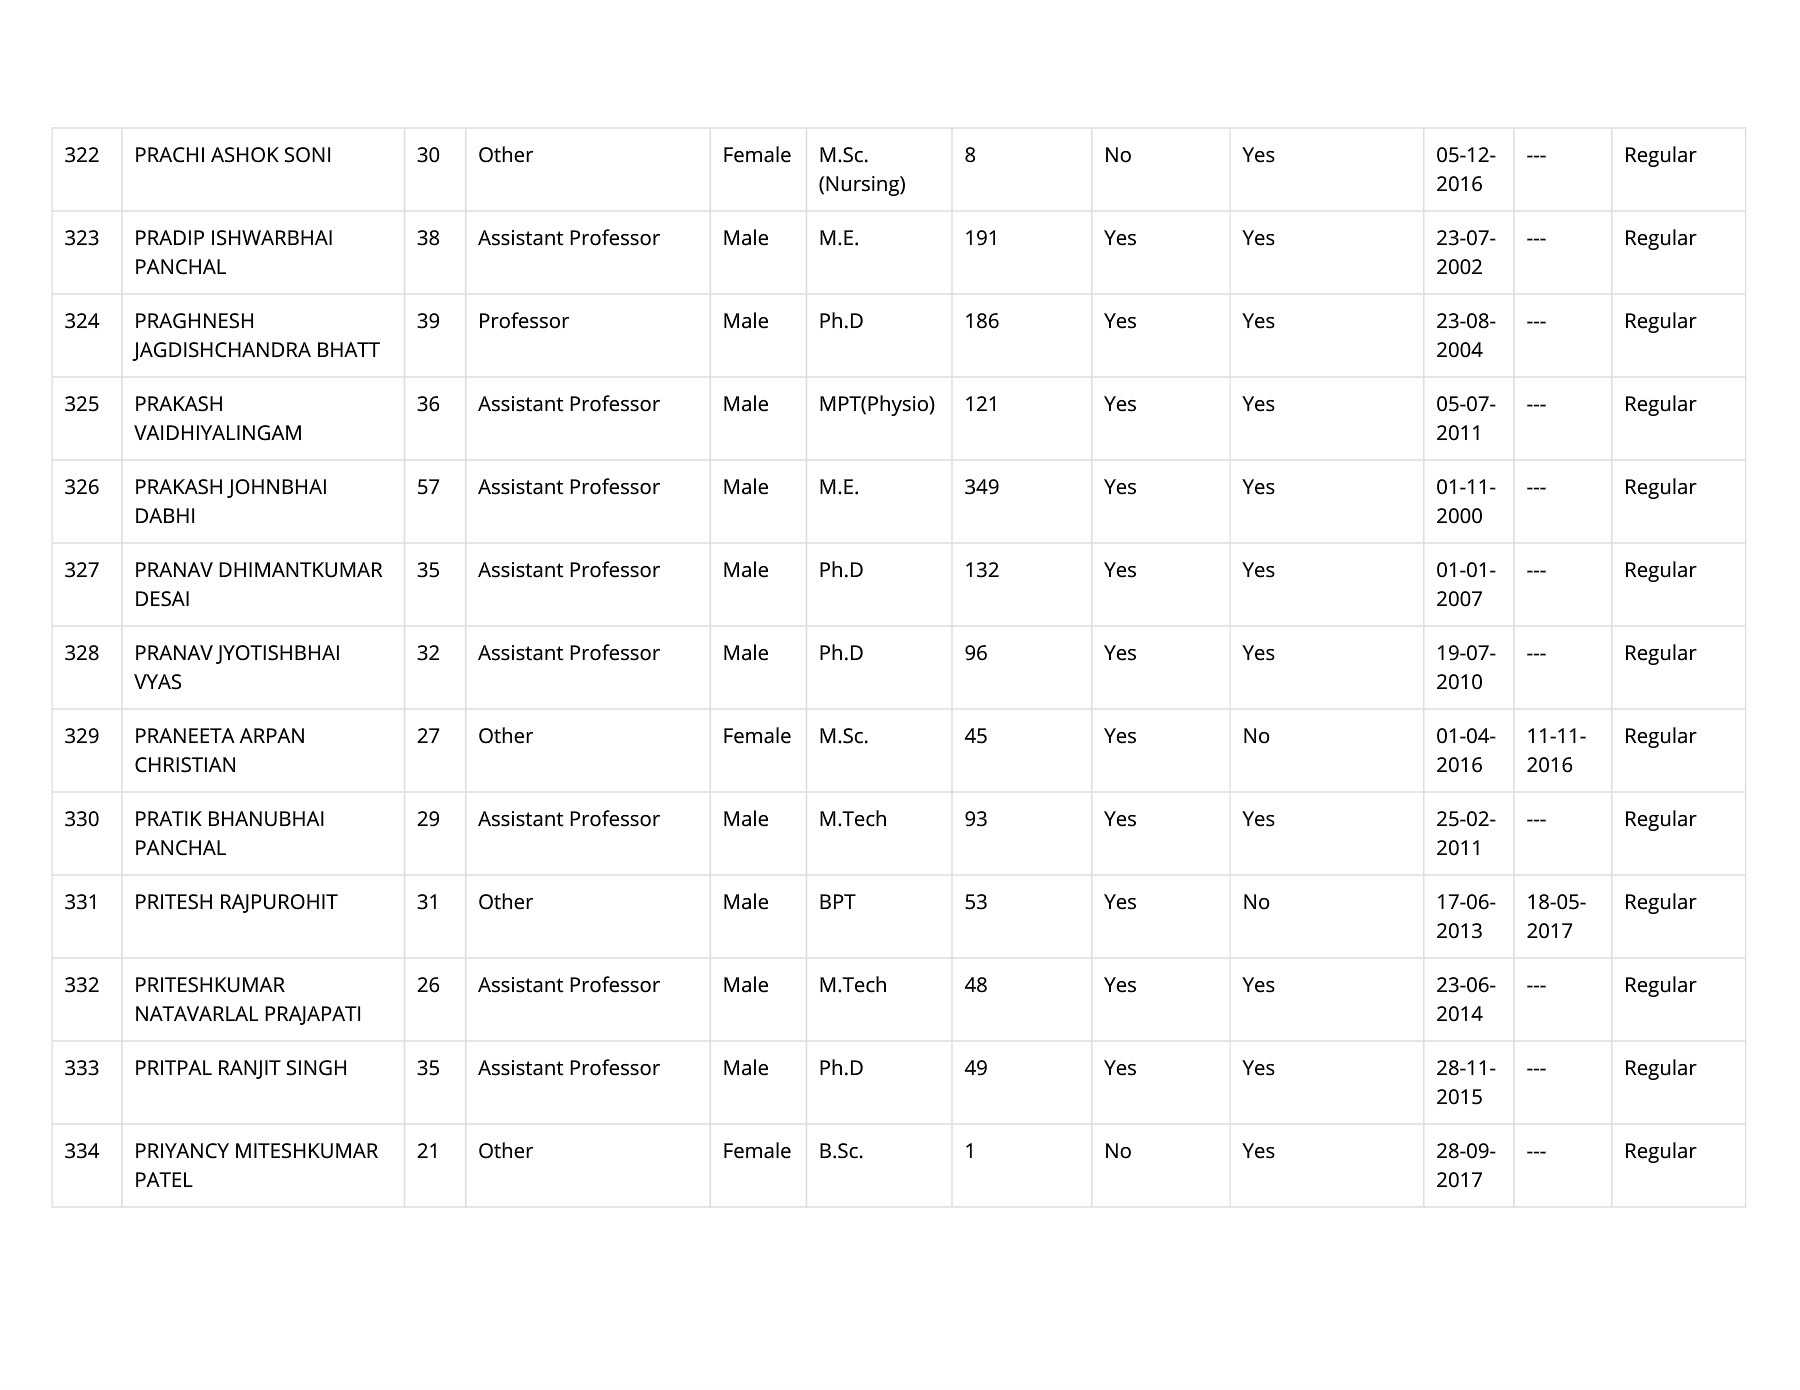 322 PRACHI ASHOK SONI 30 Other Female M.Sc. 8 No Yes 05-12- --- Regular
(Nursing) 2016
323 PRADIP ISHWARBHAI 38 Assistant Professor Male M.E. 191 Yes Yes 23-07- --- Regular
PANCHAL 2002
324 PRAGHNESH 39 Professor Male Ph.D 186 Yes Yes 23-08- --- Regular
JAGDISHCHANDRA BHATT 2004
325 PRAKASH 36 Assistant Professor Male MPT(Physio) 121 Yes Yes 05-07- --- Regular
VAIDHIYALINGAM 2011
326 PRAKASH JOHNBHAI 57 Assistant Professor Male M.E. 349 Yes Yes 01-11- --- Regular
DABHI 2000
327 PRANAV DHIMANTKUMAR 35 Assistant Professor Male Ph.D 132 Yes Yes 01-01- --- Regular
DESAI 2007
328 PRANAV JYOTISHBHAI 32 Assistant Professor Male Ph.D 96 Yes Yes 19-07- --- Regular
VYAS 2010
329 PRANEETA ARPAN 27 Other Female M.Sc. 45 Yes No 01-04- 11-11- Regular
CHRISTIAN 2016 2016
330 PRATIK BHANUBHAI 29 Assistant Professor Male M.Tech 93 Yes Yes 25-02- --- Regular
PANCHAL 2011
331 PRITESH RAJPUROHIT 31 Other Male BPT 53 Yes No 17-06- 18-05- Regular
2013 2017
332 PRITESHKUMAR 26 Assistant Professor Male M.Tech 48 Yes Yes 23-06- --- Regular
NATAVARLAL PRAJAPATI 2014
333 PRITPAL RANJIT SINGH 35 Assistant Professor Male Ph.D 49 Yes Yes 28-11- --- Regular
2015
334 PRIYANCY MITESHKUMAR 21 Other Female B.Sc. 1 No Yes 28-09- --- Regular
PATEL 2017